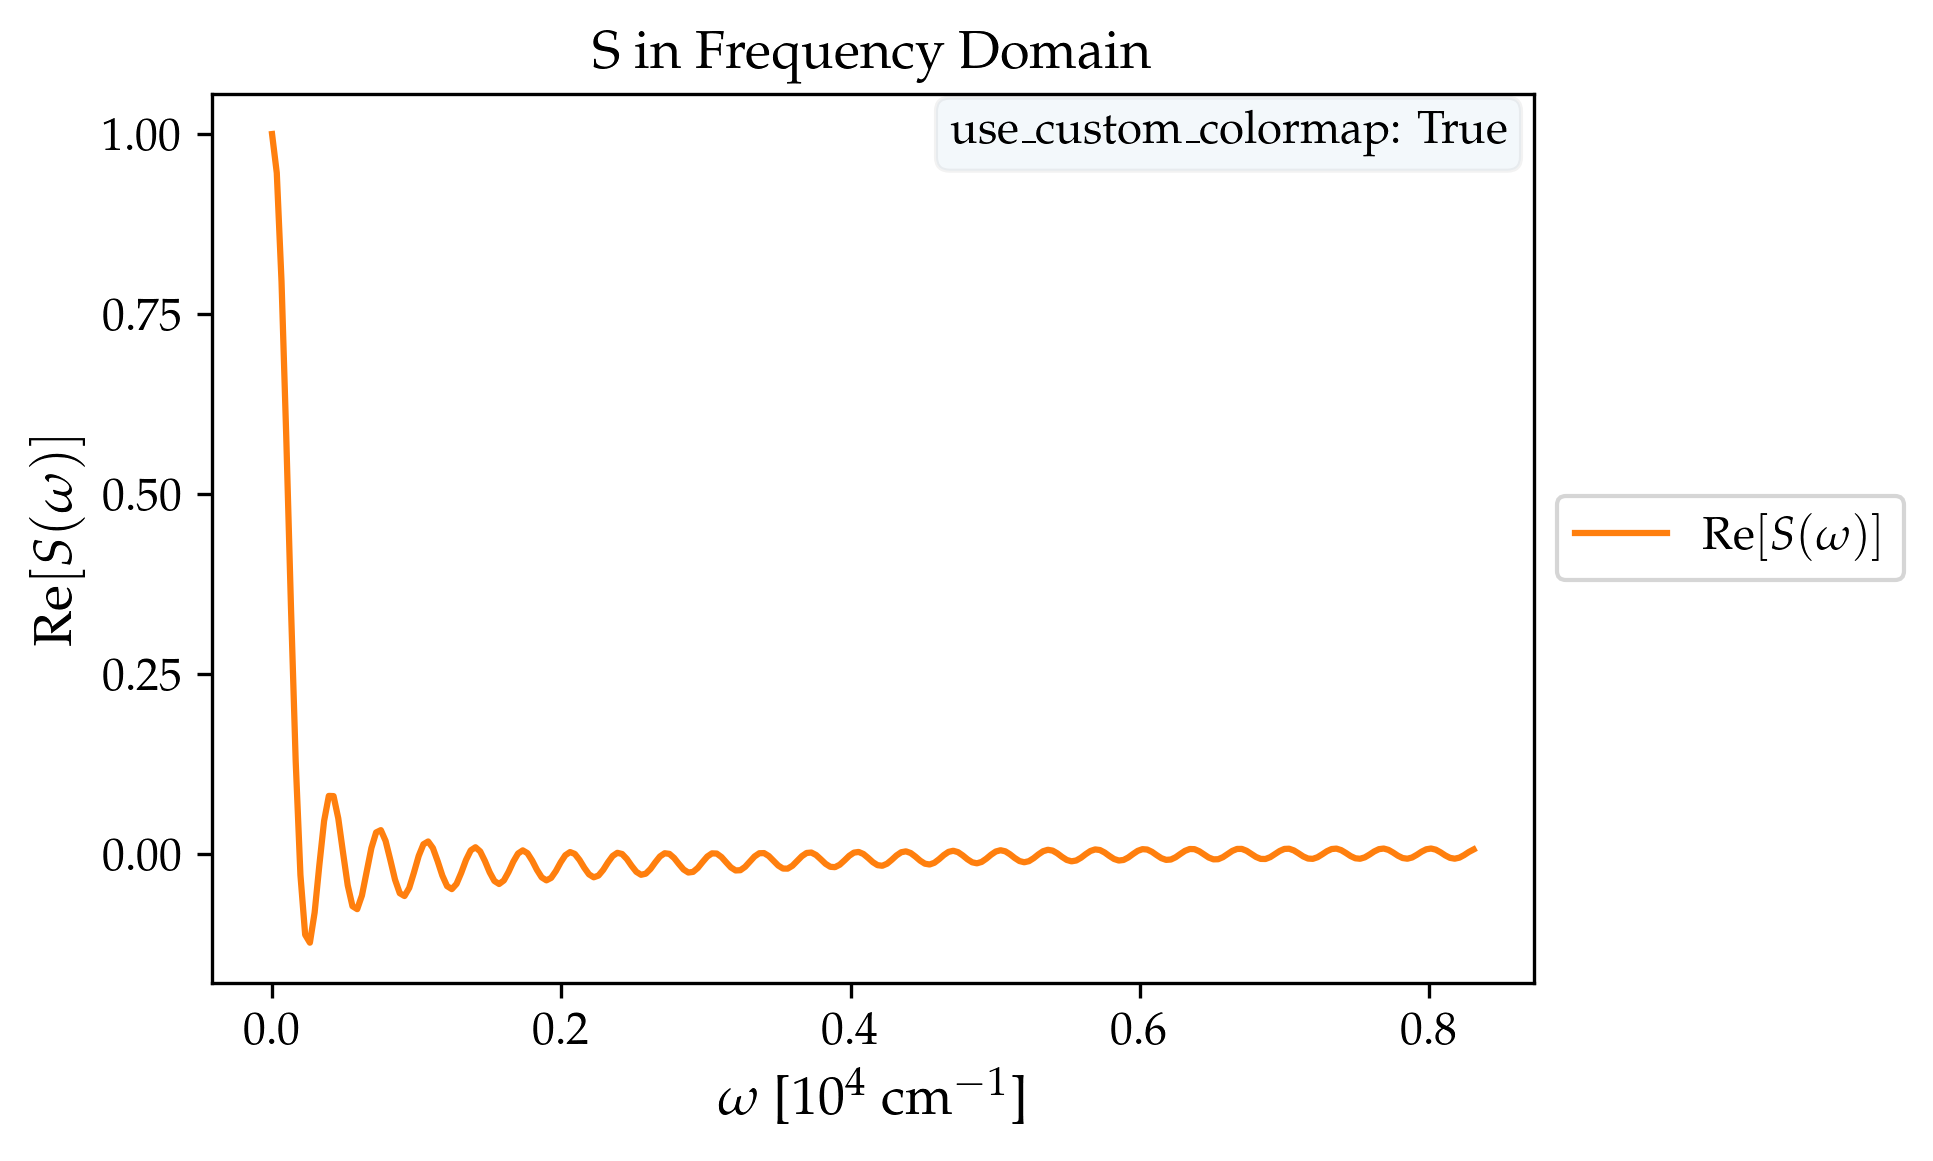 S in Frequency Domain
use_custom_colormap: True
1.00
0.75
0.50
0.25
0.00
Re[S(ω)]
Re[S(ω)]
0.0 0.2 0.4 0.6 0.8
ω [10⁴ cm⁻¹]